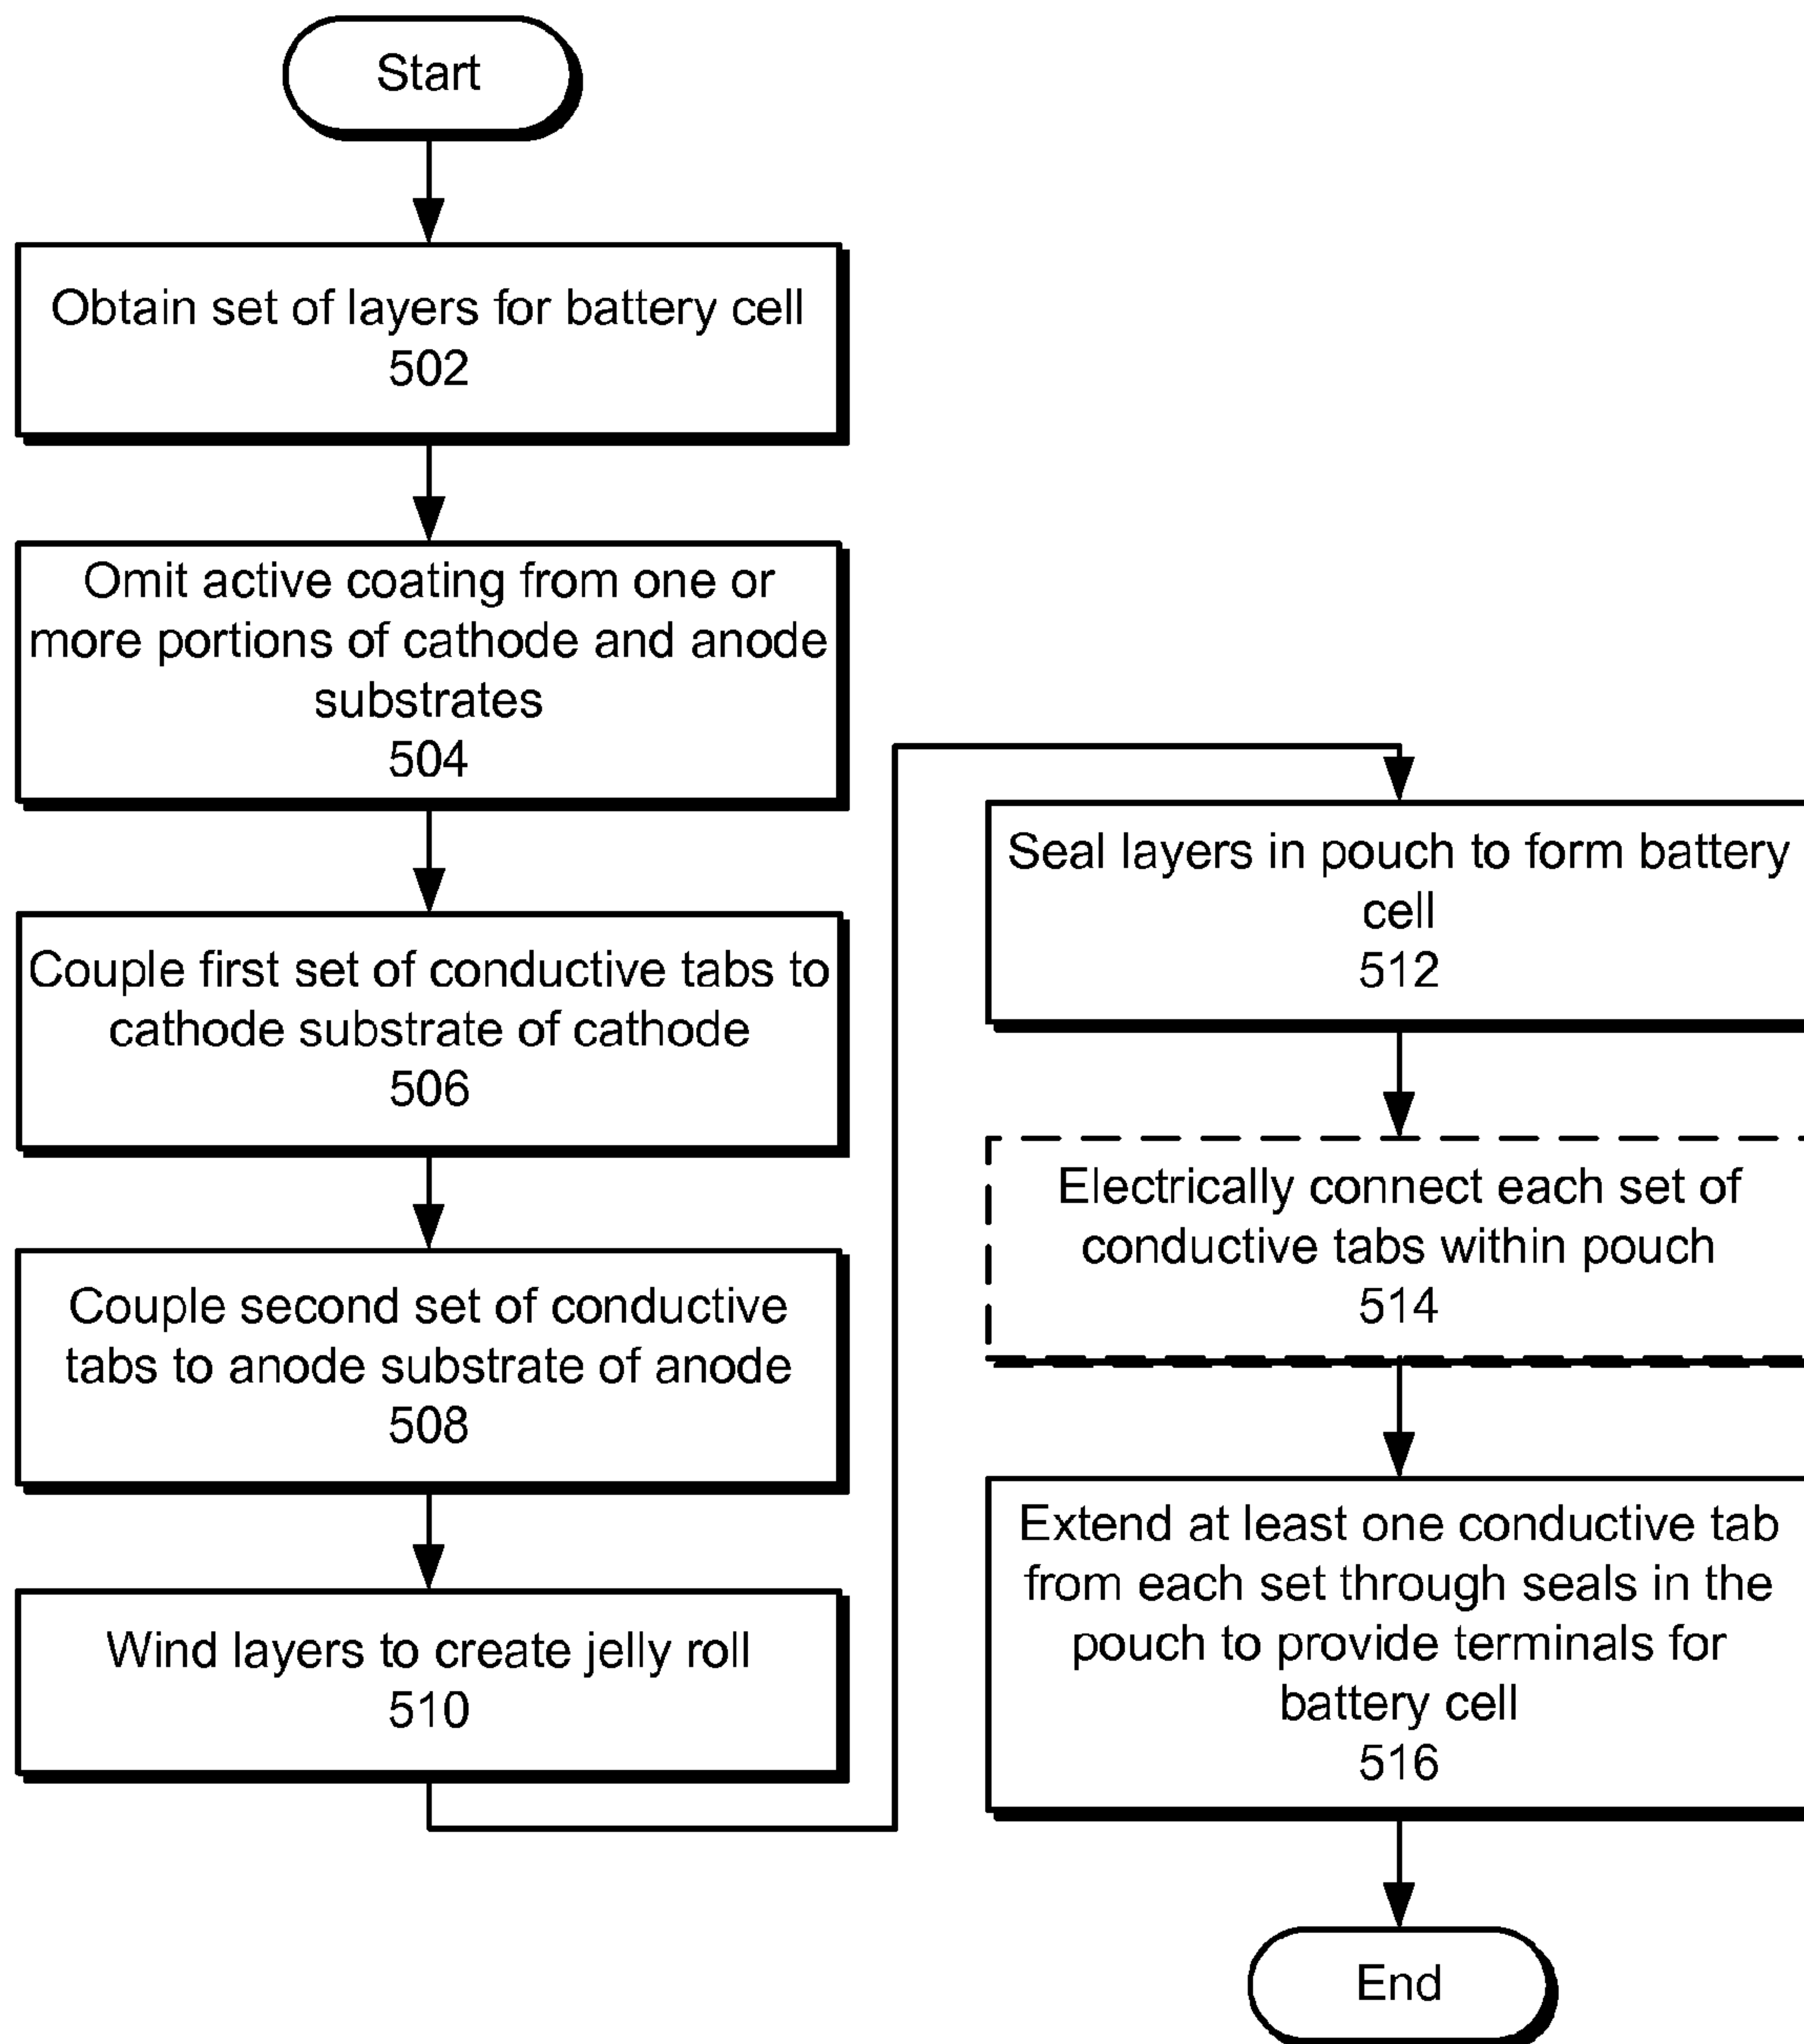 Start
Obtain set of layers for battery cell
502
Omit active coating from one or
more portions of cathode and anode
substrates
504
Couple first set of conductive tabs to
cathode substrate of cathode
506
Couple second set of conductive
tabs to anode substrate of anode
508
Wind layers to create jelly roll
510
Seal layers in pouch to form battery
cell
512
Electrically connect each set of
conductive tabs within pouch
514
Extend at least one conductive tab
from each set through seals in the
pouch to provide terminals for
battery cell
516
End